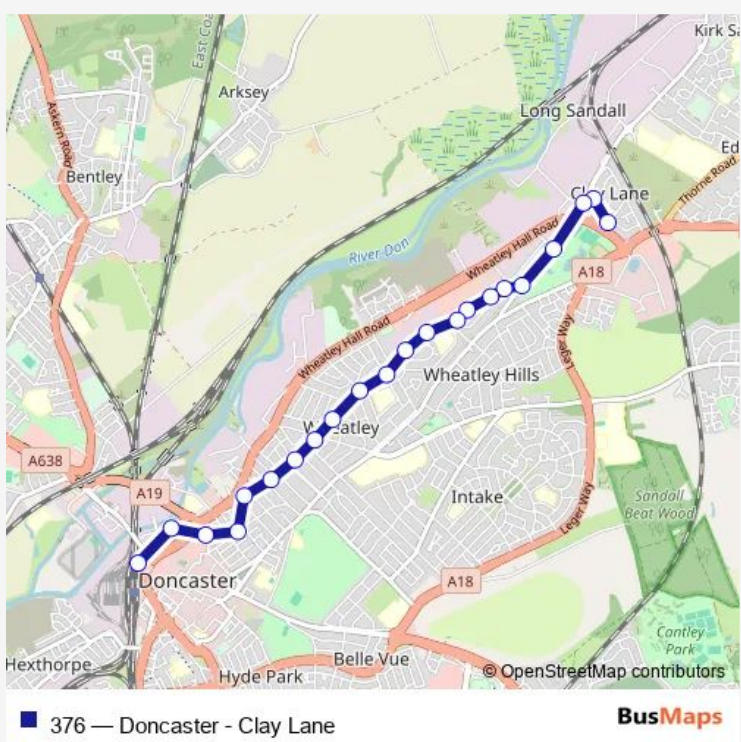 Kirk Sa
East Coa
Arksey
Askern Road
Long Sandall
Ed
Bentley
Thorne Road
Clay Lane
Wheatley Hall Road
River Don
A18
Wheatley Hall Road
Leger Way
Wheatley Hills
Wheatley
A638
A19
Intake
Sandall
Beat Wood
Leger Way
Doncaster
A18
Cantley
Park
Hexthorpe
Belle Vue
Hyde Park
© OpenStreetMap contributors
376 — Doncaster - Clay Lane
BusMaps